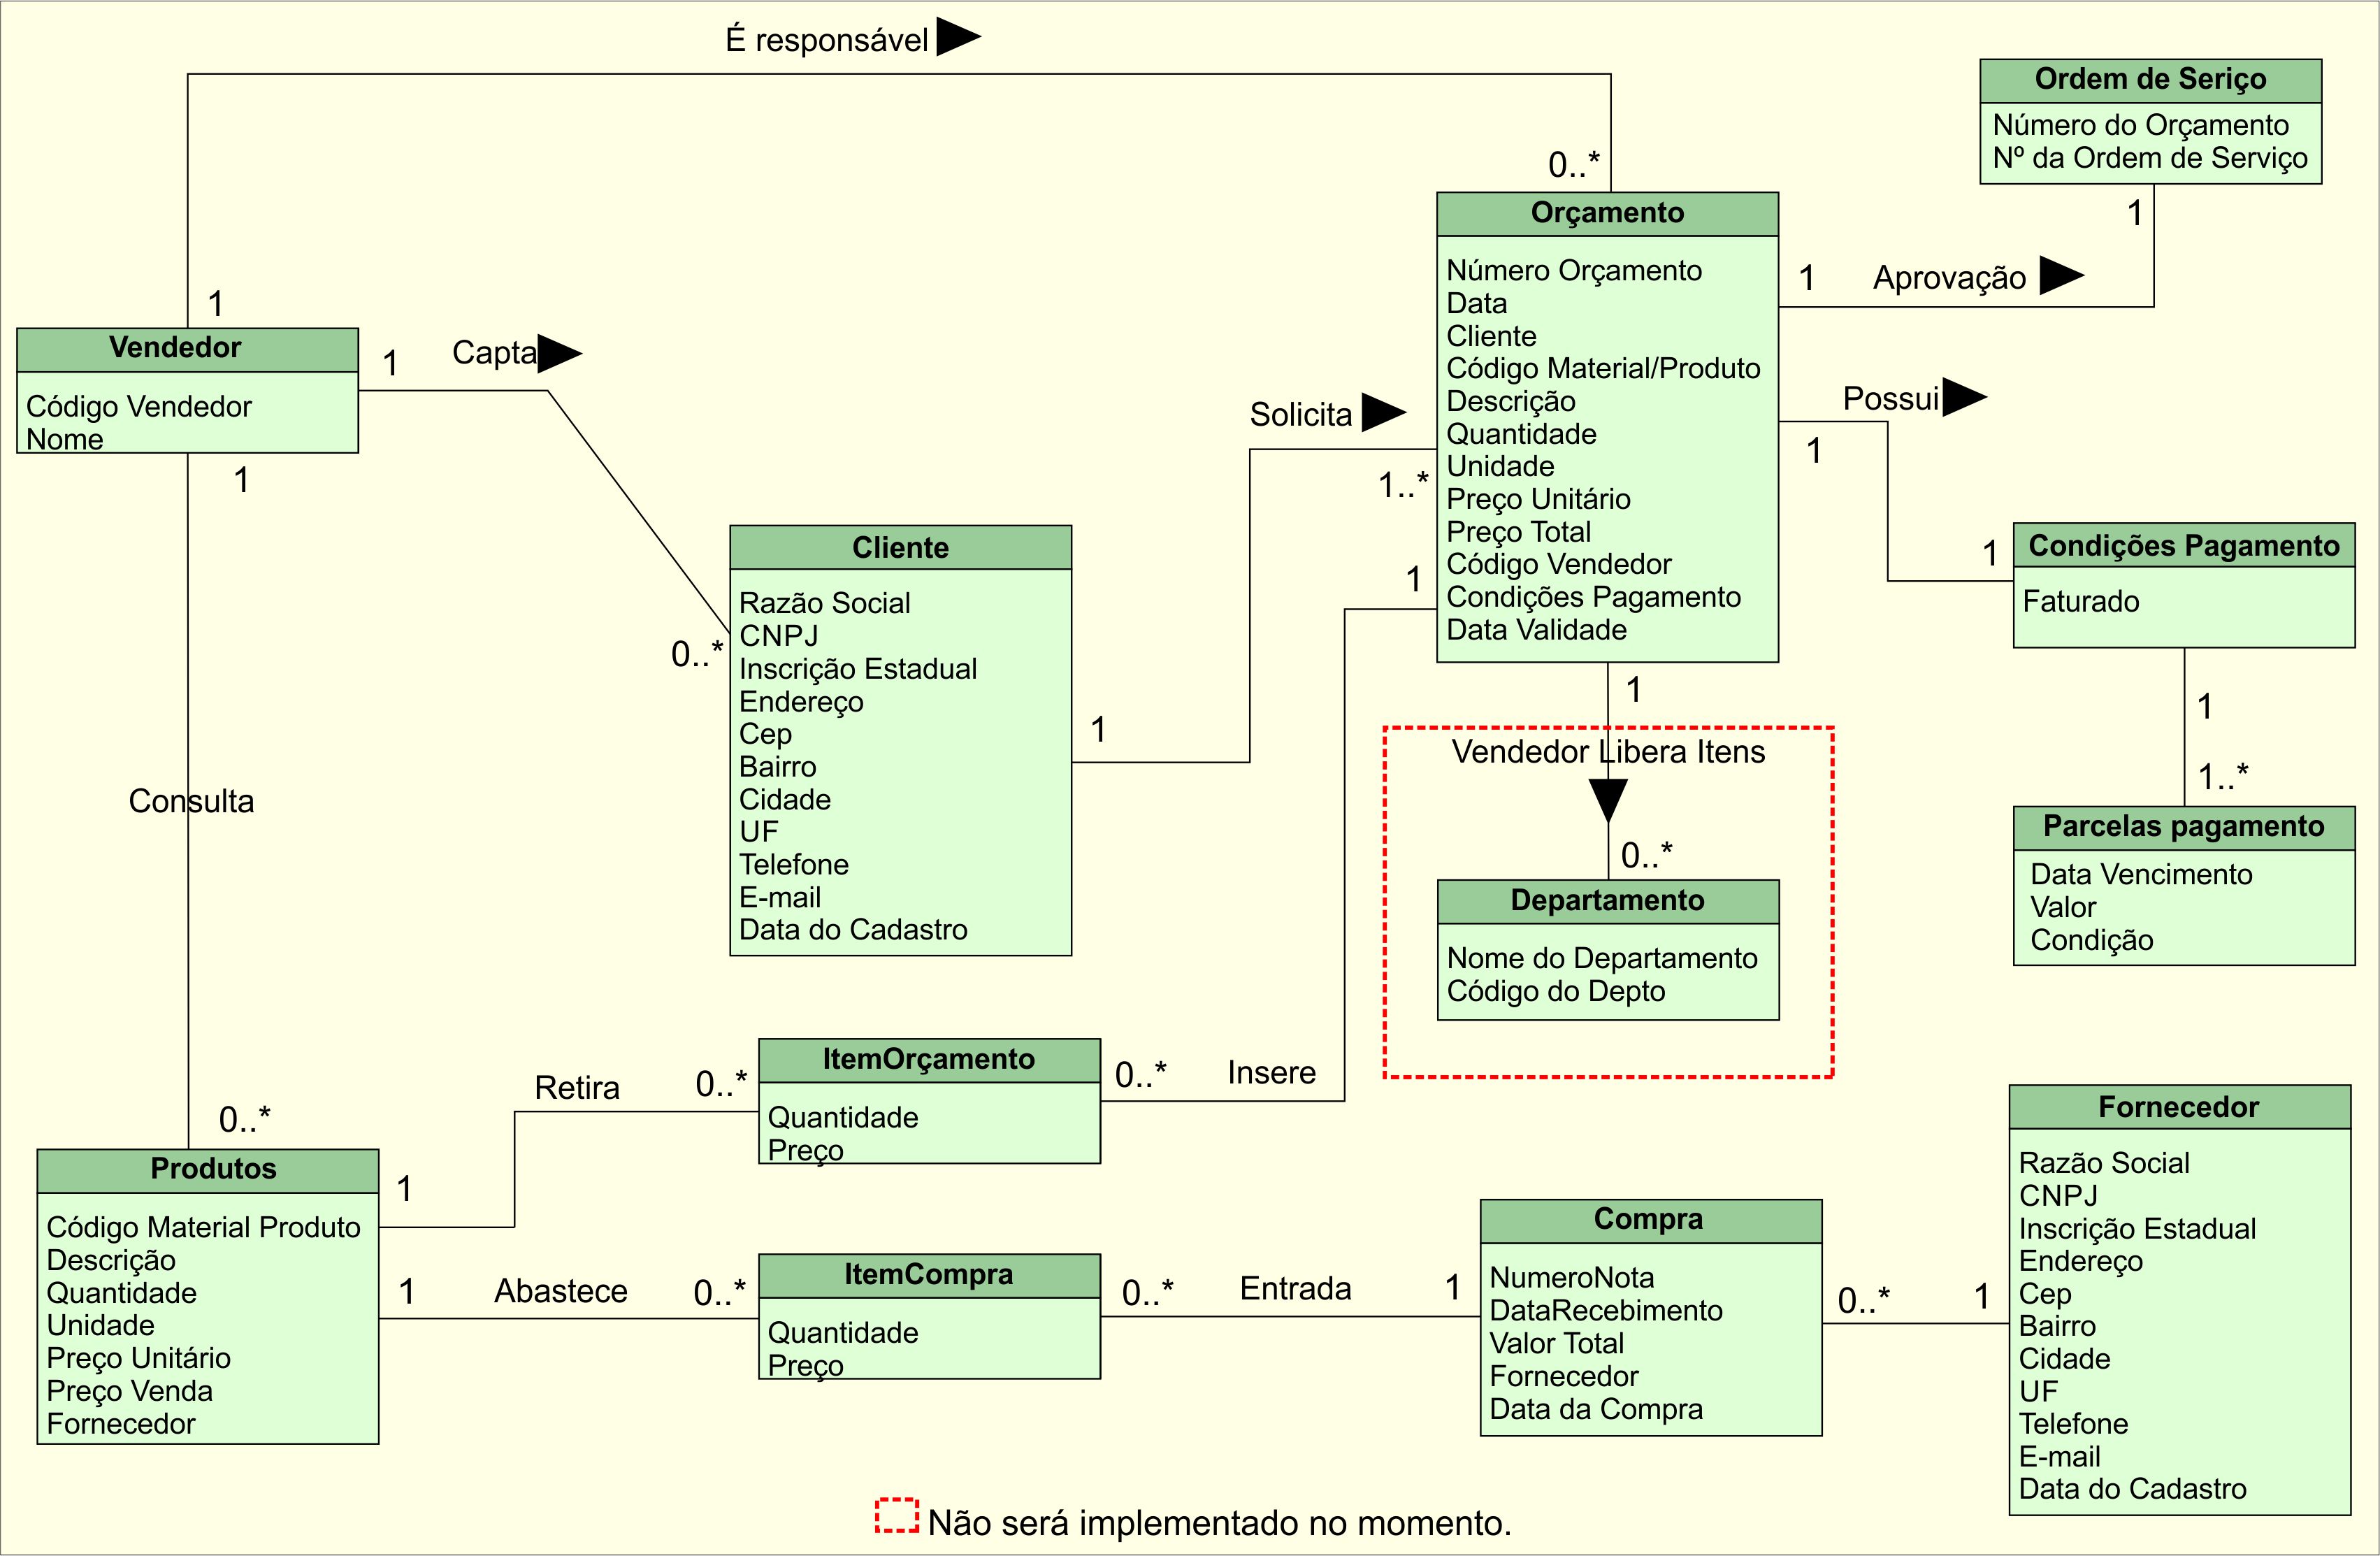 É responsável
0..*
1
Ordem de Seriço
Número do Orçamento
Nº da Ordem de Serviço
1
Vendedor
Código Vendedor
Nome
1
Capta
0..*
1
Consulta
0..*
Cliente
Razão Social
CNPJ
Inscrição Estadual
Endereço
Cep
Bairro
Cidade
UF
Telefone
E-mail
Data do Cadastro
1
Solicita
1..*
1
Orçamento
Número Orçamento
Data
Cliente
Código Material/Produto
Descrição
Quantidade
Unidade
Preço Unitário
Preço Total
Código Vendedor
Condições Pagamento
Data Validade
1
Aprovação
Possui
1
1
Condições Pagamento
Faturado
1
1..*
Parcelas pagamento
Data Vencimento
Valor
Condição
1
Vendedor Libera Itens
0..*
Departamento
Nome do Departamento
Código do Depto
Produtos
Código Material Produto
Descrição
Quantidade
Unidade
Preço Unitário
Preço Venda
Fornecedor
1
Retira
0..*
ItemOrçamento
Quantidade
Preço
0..*
Insere
1
Abastece
0..*
ItemCompra
Quantidade
Preço
0..*
Entrada
1
Compra
NumeroNota
DataRecebimento
Valor Total
Fornecedor
Data da Compra
0..*
1
Fornecedor
Razão Social
CNPJ
Inscrição Estadual
Endereço
Cep
Bairro
Cidade
UF
Telefone
E-mail
Data do Cadastro
Não será implementado no momento.